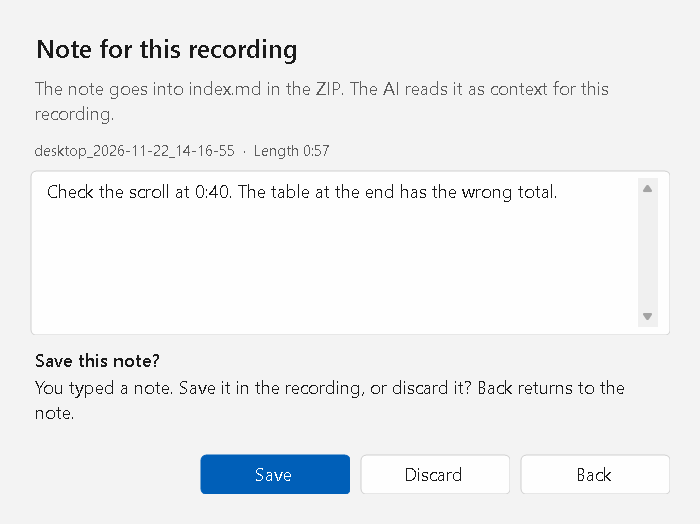 Note for this recording
The note goes into index.md in the ZIP. The AI reads it as context for this
recording.
desktop_2026-11-22_14-16-55 · Length 0:57
Check the scroll at 0:40. The table at the end has the wrong total.
Save this note?
You typed a note. Save it in the recording, or discard it? Back returns to the
note.
Save
Discard
Back